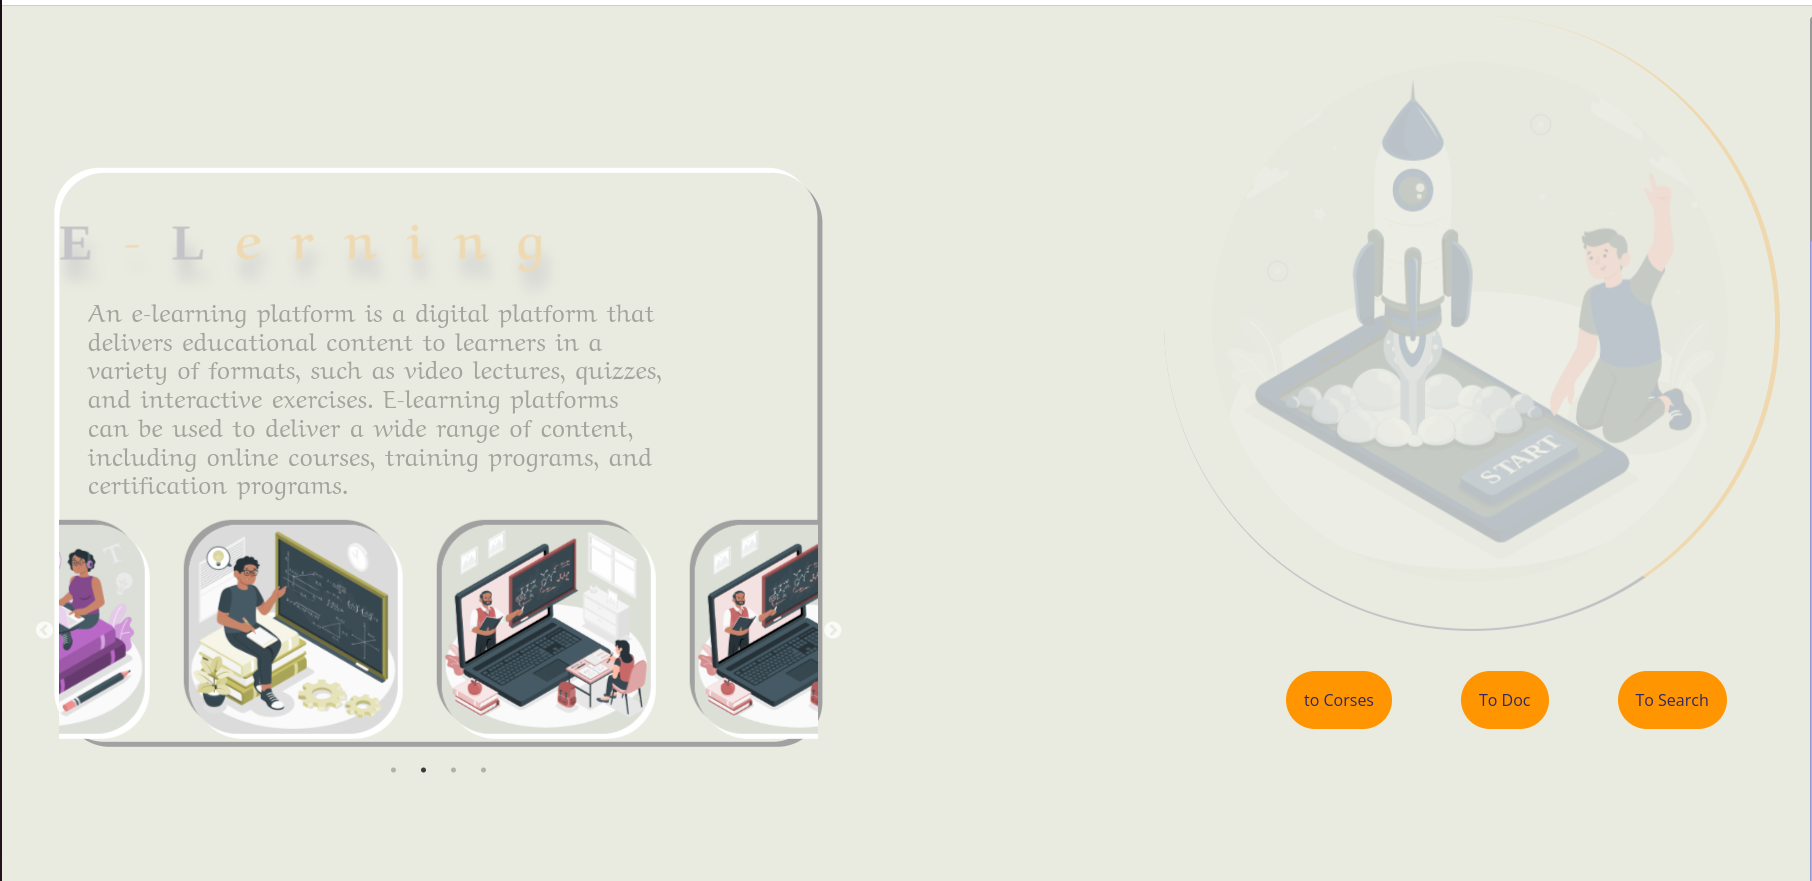 E - L e r n i n g
An e-learning platform is a digital platform that
delivers educational content to learners in a
variety of formats, such as video lectures, quizzes,
and interactive exercises. E-learning platforms
can be used to deliver a wide range of content,
including online courses, training programs, and
certification programs.
START
to Corses
To Doc
To Search